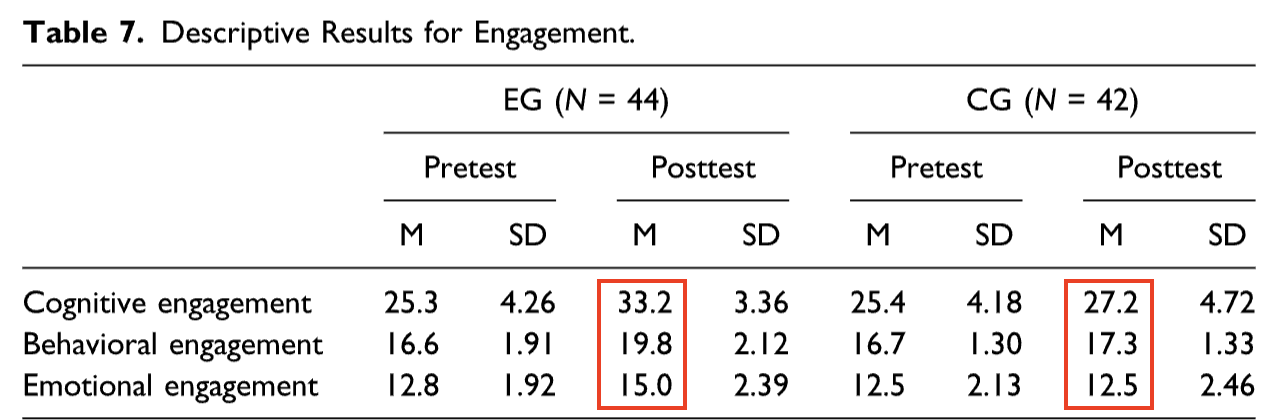 Table 7. Descriptive Results for Engagement.
EG (N = 44) CG (N = 42)
Pretest Posttest Pretest Posttest
M SD M SD M SD M SD
Cognitive engagement 25.3 4.26 33.2 3.36 25.4 4.18 27.2 4.72
Behavioral engagement 16.6 1.91 19.8 2.12 16.7 1.30 17.3 1.33
Emotional engagement 12.8 1.92 15.0 2.39 12.5 2.13 12.5 2.46